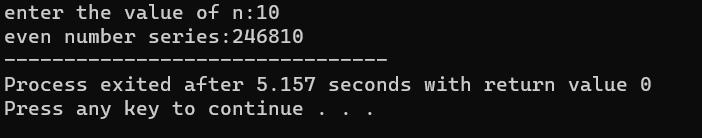 enter the value of n:10
even number series:246810
--------------------------------
Process exited after 5.157 seconds with return value 0
Press any key to continue . . .